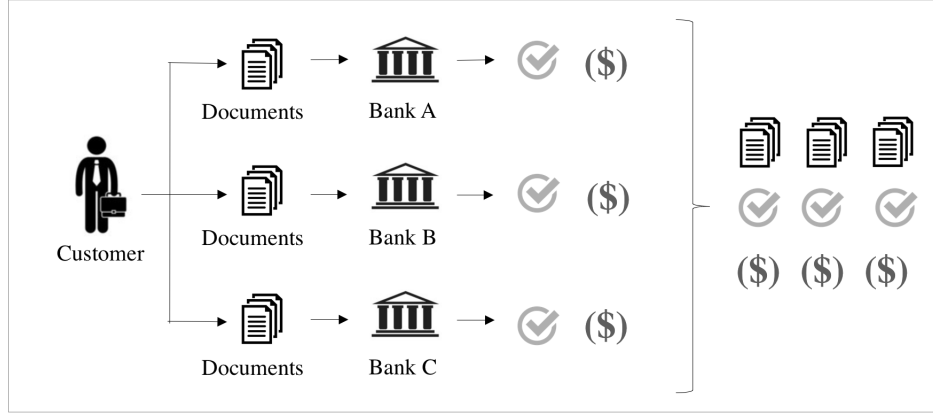 ($)
Documents
Bank A
Customer
($)
Documents
Bank B
($) ($) ($)
($)
Documents
Bank C